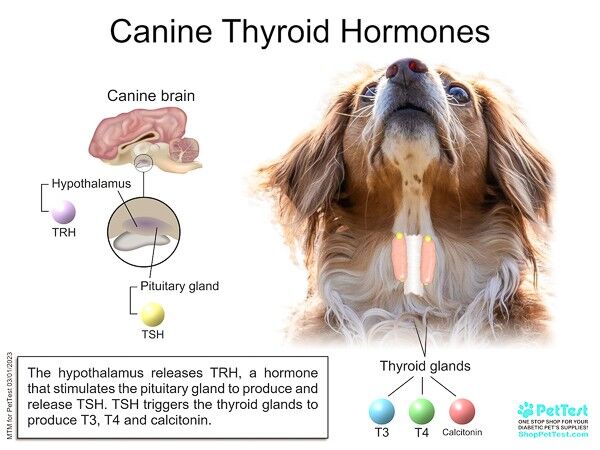 Canine Thyroid Hormones
Canine brain
Hypothalamus
TRH
Pituitary gland
TSH
The hypothalamus releases TRH, a hormone
that stimulates the pituitary gland to produce and
release TSH. TSH triggers the thyroid glands to
produce T3, T4 and calcitonin.
Thyroid glands
T3 T4 Calcitonin
MTM for PetTest 03/01/2023
PetTest
ONE STOP SHOP FOR YOUR
DIABETIC PET'S SUPPLIES!
ShopPetTest.com